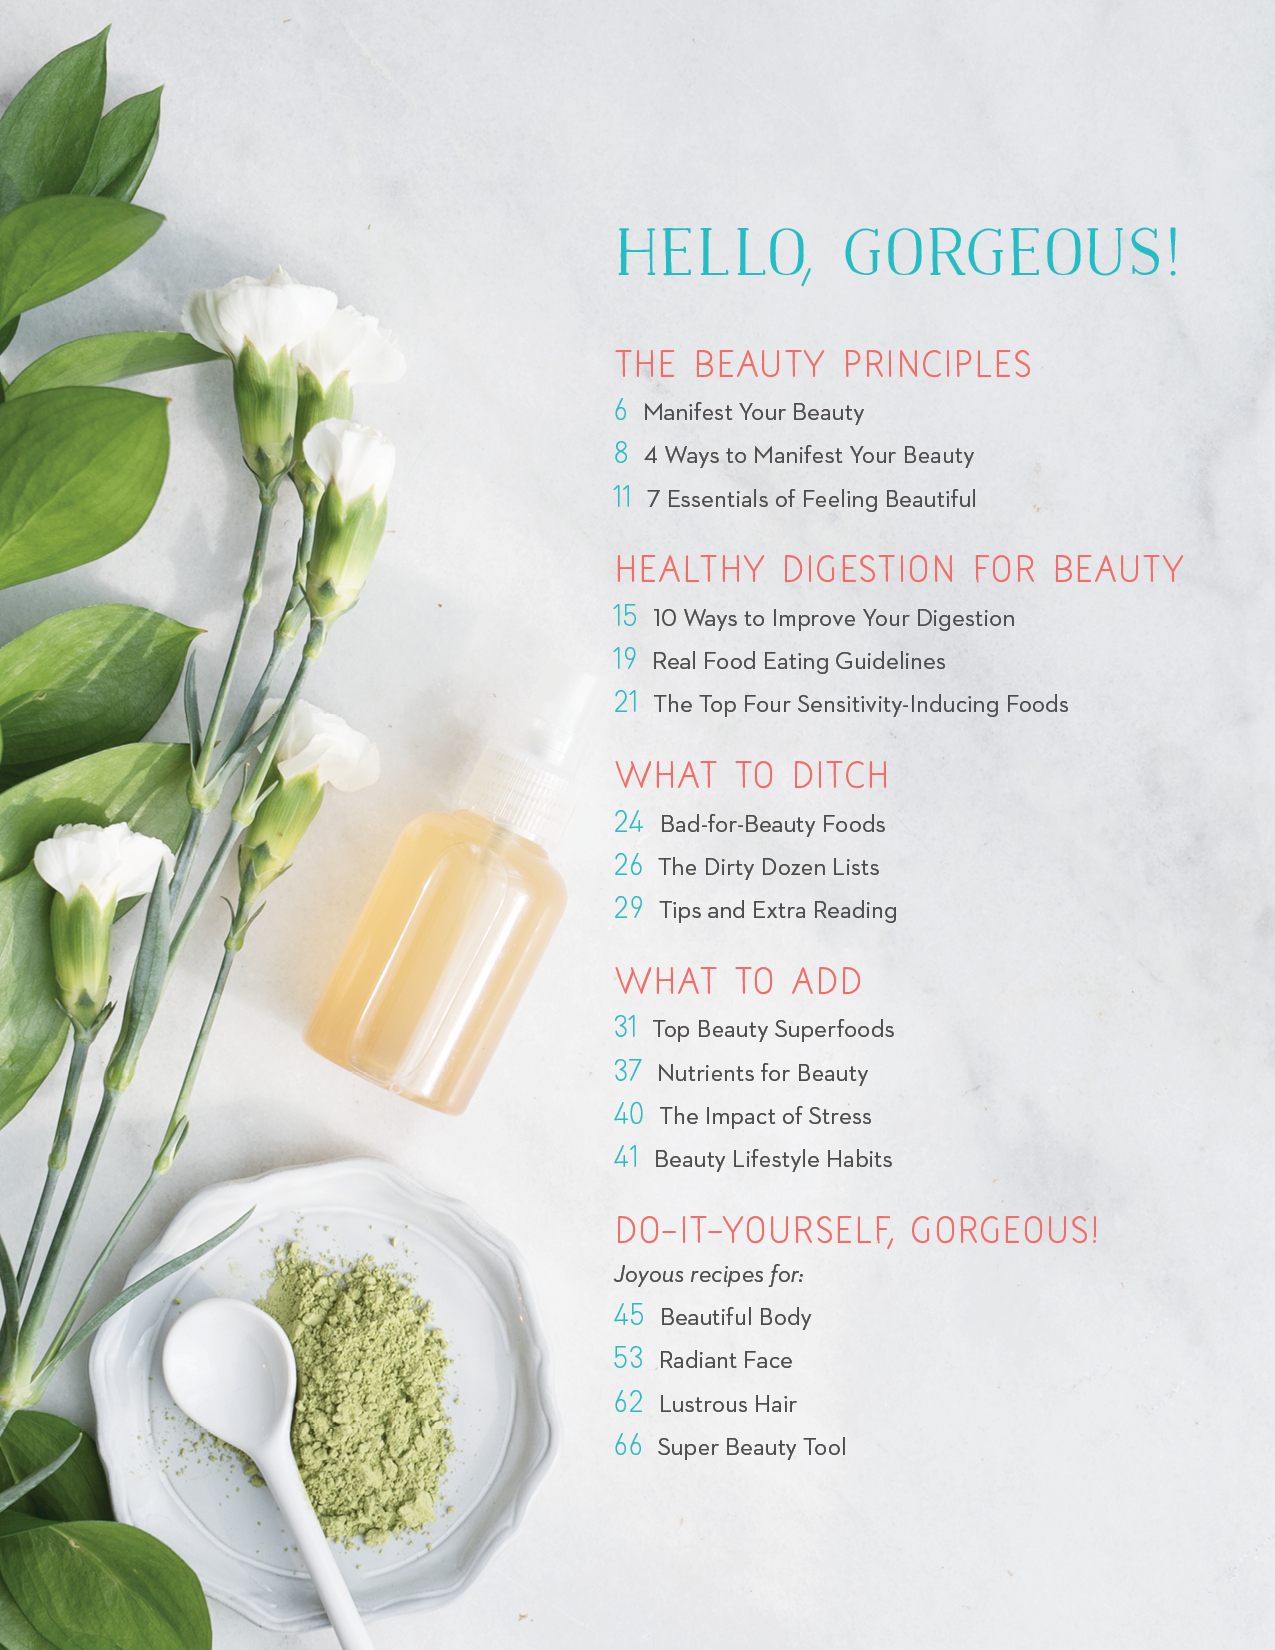 HELLO, GORGEOUS!
THE BEAUTY PRINCIPLES
6 Manifest Your Beauty
8 4 Ways to Manifest Your Beauty
11 7 Essentials of Feeling Beautiful
HEALTHY DIGESTION FOR BEAUTY
15 10 Ways to Improve Your Digestion
19 Real Food Eating Guidelines
21 The Top Four Sensitivity-Inducing Foods
WHAT TO DITCH
24 Bad-for-Beauty Foods
26 The Dirty Dozen Lists
29 Tips and Extra Reading
WHAT TO ADD
31 Top Beauty Superfoods
37 Nutrients for Beauty
40 The Impact of Stress
41 Beauty Lifestyle Habits
DO-IT-YOURSELF, GORGEOUS!
Joyous recipes for:
45 Beautiful Body
53 Radiant Face
62 Lustrous Hair
66 Super Beauty Tool